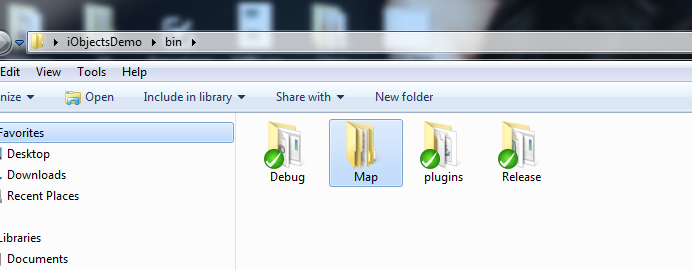 iObjectsDemo bin
Edit View Tools Help
nize Open Include in library Share with New folder
Favorites
Desktop
Downloads
Recent Places
Libraries
Documents
Debug Map plugins Release